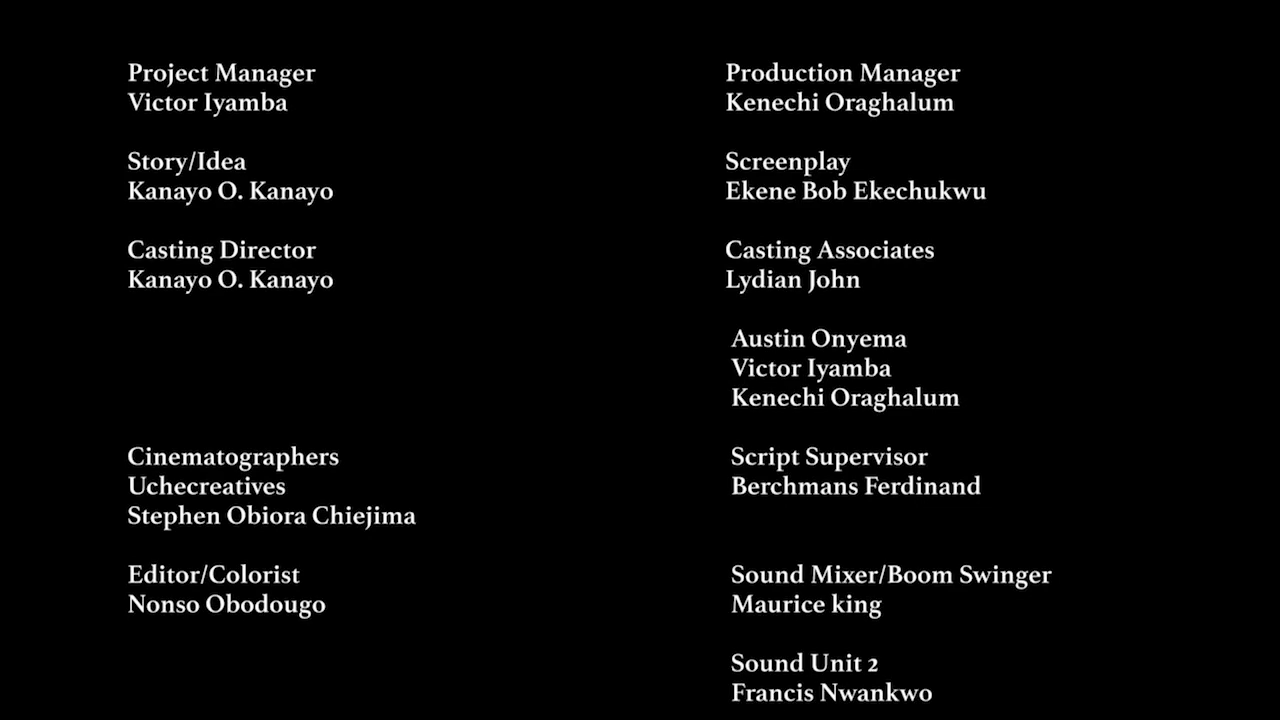 Project Manager
Victor Iyamba
Production Manager
Kenechi Oraghalum
Story/Idea
Kanayo O. Kanayo
Screenplay
Ekene Bob Ekechukwu
Casting Director
Kanayo O. Kanayo
Casting Associates
Lydian John
Austin Onyema
Victor Iyamba
Kenechi Oraghalum
Cinematographers
Uchecreatives
Stephen Obiora Chiejima
Script Supervisor
Berchmans Ferdinand
Editor/Colorist
Nonso Obodougo
Sound Mixer/Boom Swinger
Maurice king
Sound Unit 2
Francis Nwankwo